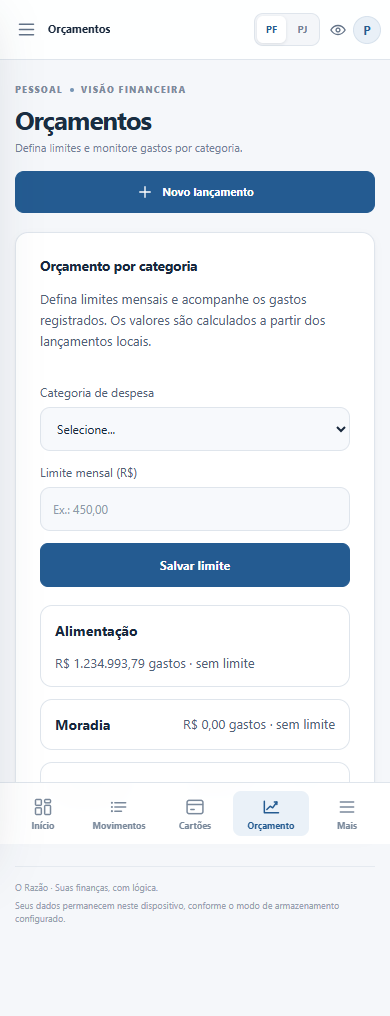 Orçamentos
PF
PJ
P
PESSOAL • VISÃO FINANCEIRA
Orçamentos
Defina limites e monitore gastos por categoria.
Novo lançamento
Orçamento por categoria
Defina limites mensais e acompanhe os gastos
registrados. Os valores são calculados a partir dos
lançamentos locais.
Categoria de despesa
Selecione...
Limite mensal (R$)
Ex.: 450,00
Salvar limite
Alimentação
R$ 1.234.993,79 gastos · sem limite
Moradia
R$ 0,00 gastos · sem limite
Início
Movimentos
Cartões
Orçamento
Mais
O Razão · Suas finanças, com lógica.
Seus dados permanecem neste dispositivo, conforme o modo de armazenamento
configurado.